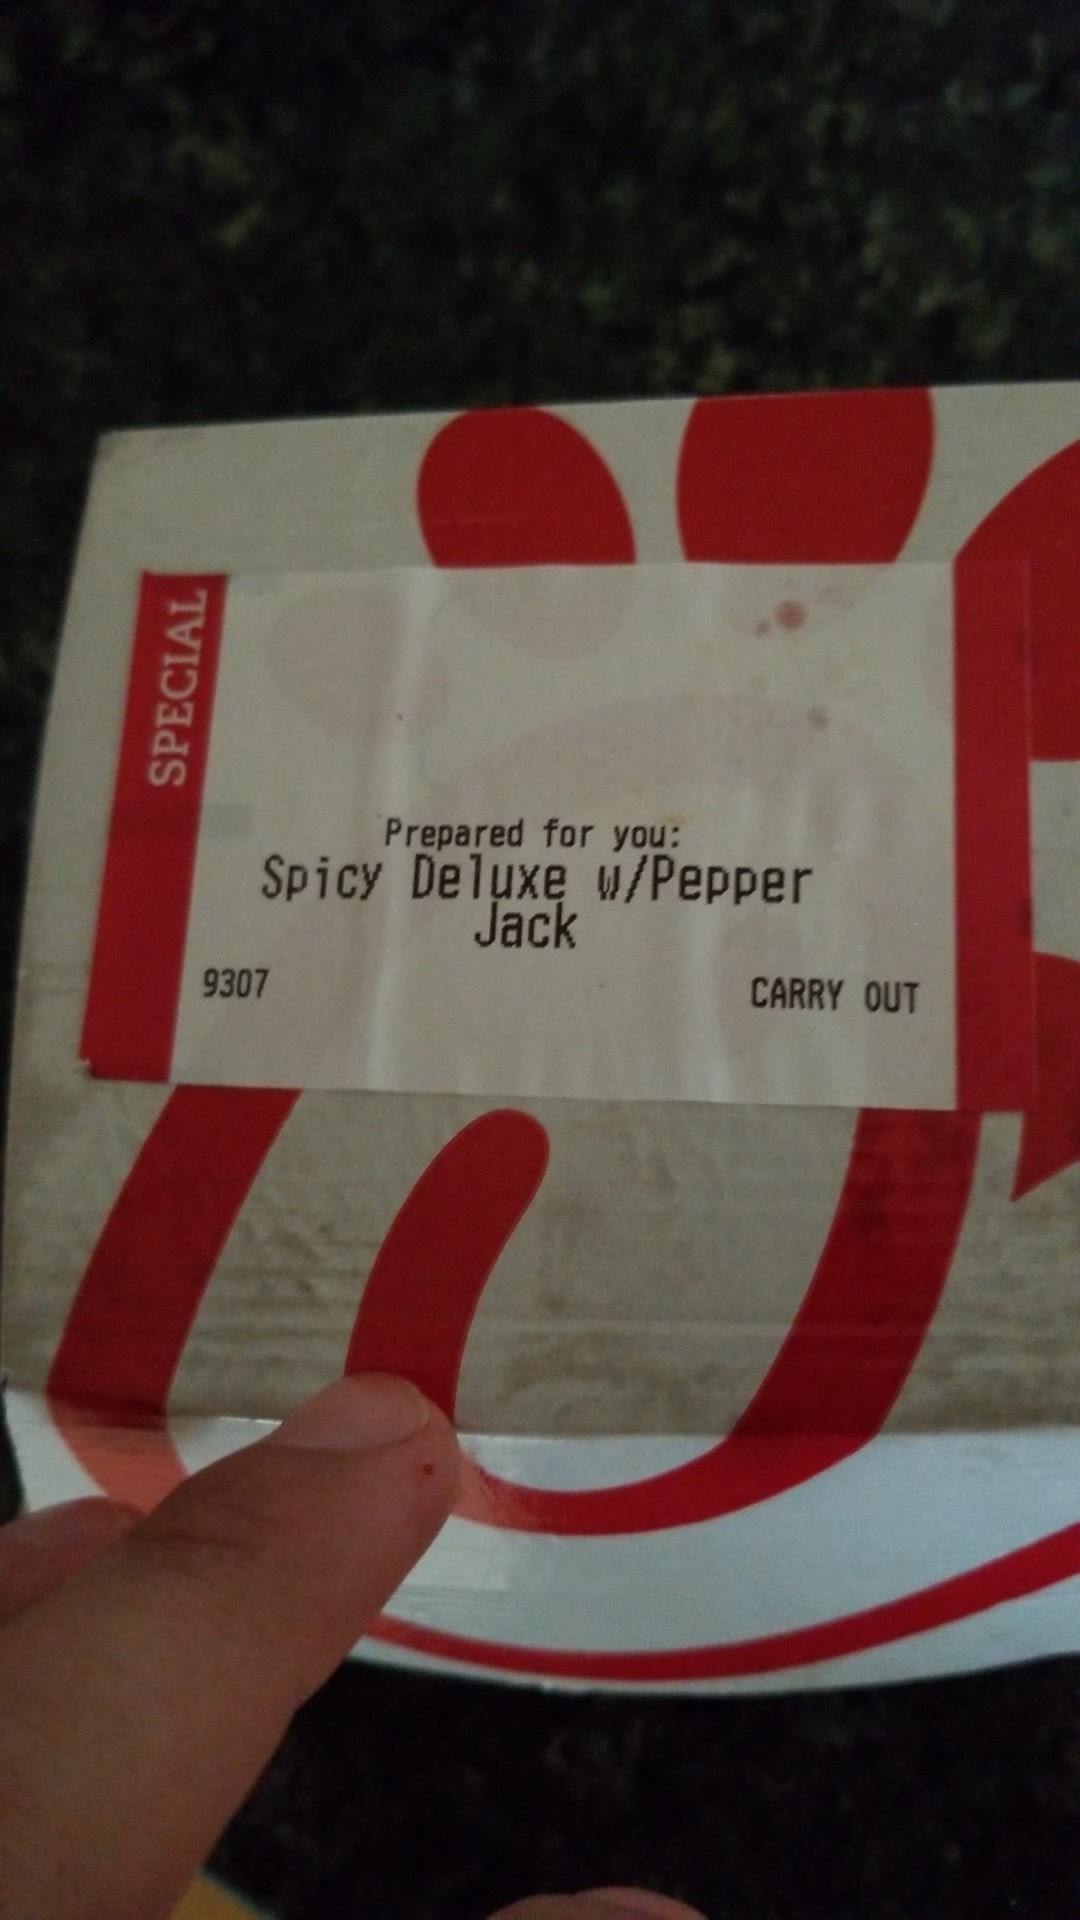 SPECIAL
Prepared for you:
Spicy Deluxe w/Pepper
Jack
9307
CARRY OUT